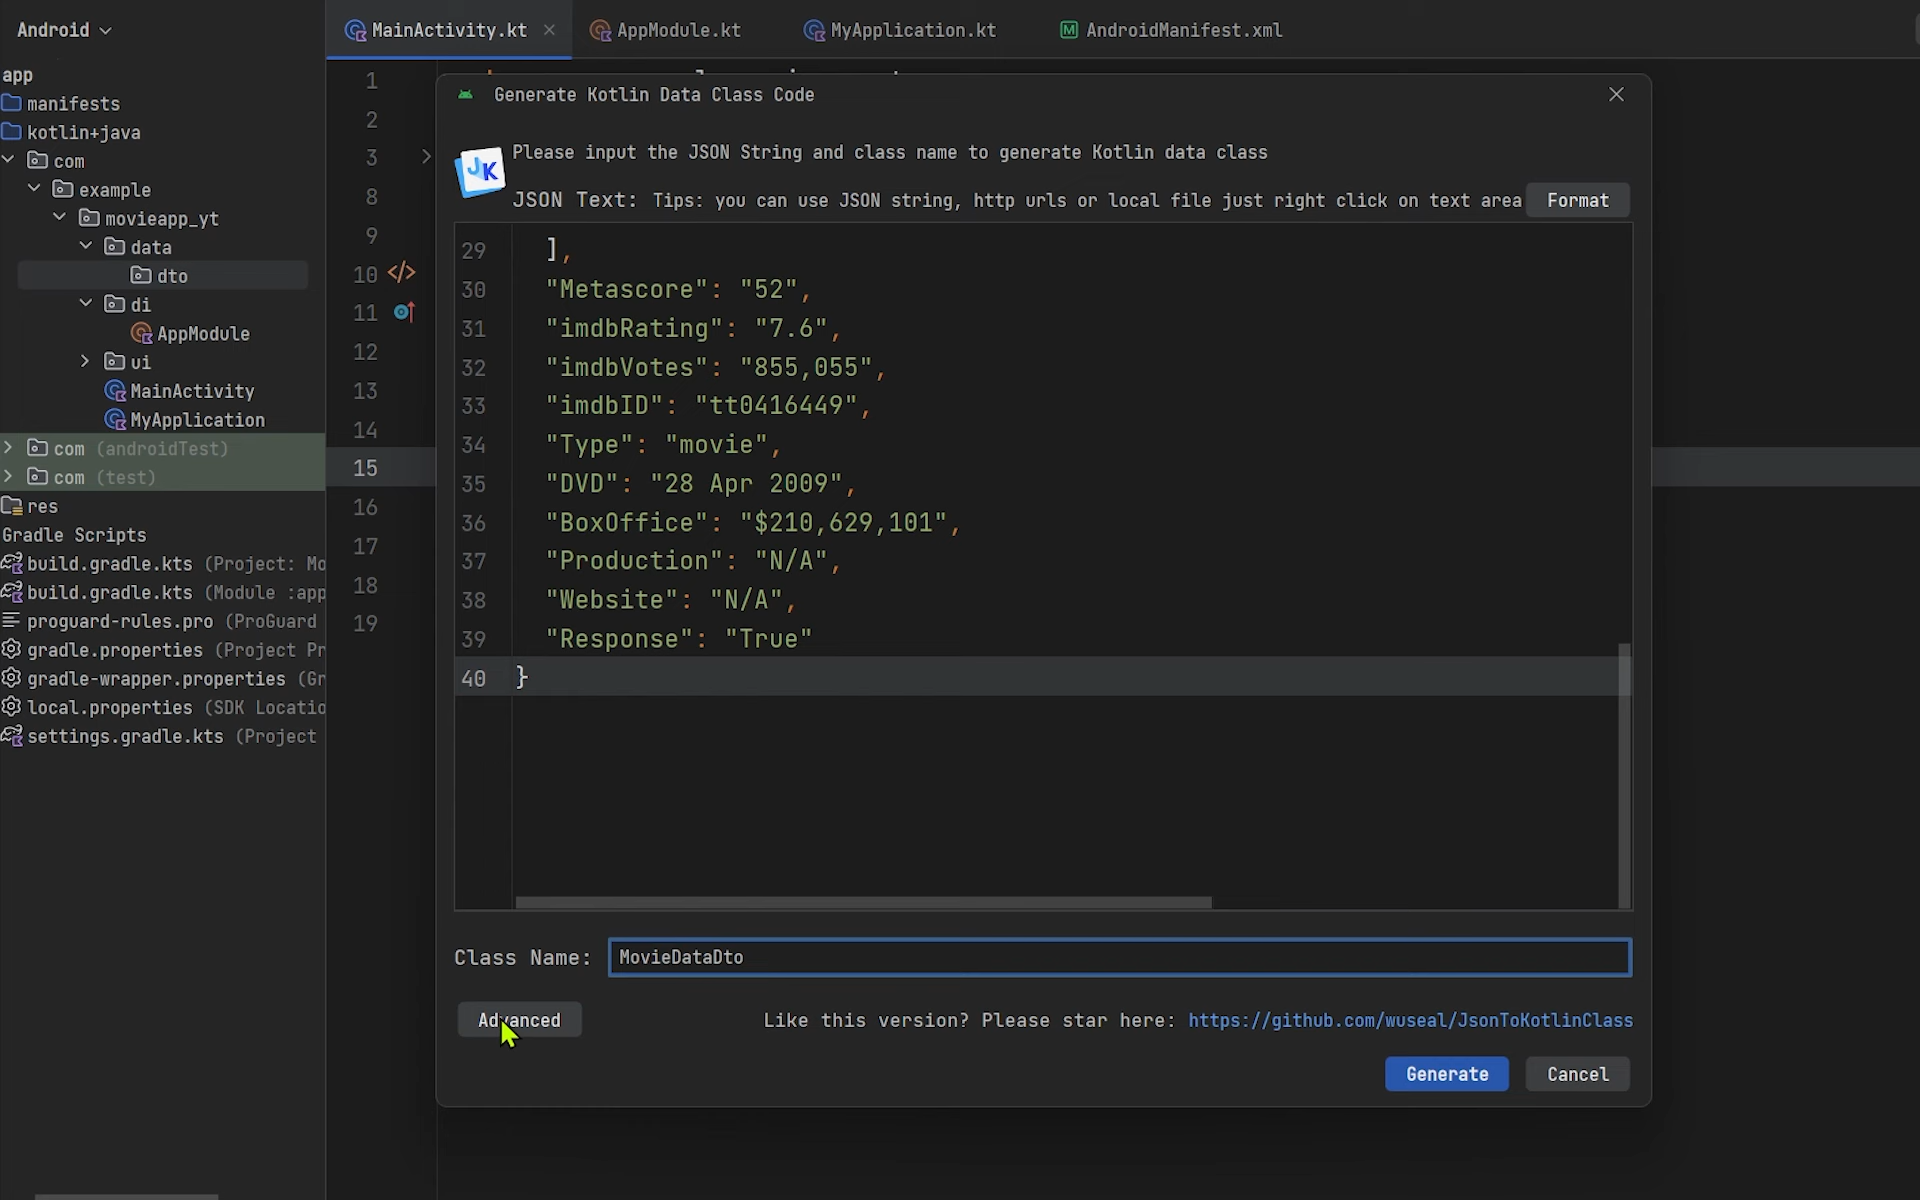 Android
MainActivity.kt
AppModule.kt
MyApplication.kt
AndroidManifest.xml
app
manifests
kotlin+java
com
example
movieapp_yt
data
dto
di
AppModule
ui
MainActivity
MyApplication
com (androidTest)
com (test)
res
Gradle Scripts
build.gradle.kts (Project: Mo
build.gradle.kts (Module :app
proguard-rules.pro (ProGuard
gradle.properties (Project Pr
gradle-wrapper.properties (Gr
local.properties (SDK Locatio
settings.gradle.kts (Project
1
2
3
8
9
10
11
12
13
14
15
16
17
18
19
Generate Kotlin Data Class Code
JK
Please input the JSON String and class name to generate Kotlin data class
JSON Text: Tips: you can use JSON string, http urls or local file just right click on text area
Format
29 ],
30 "Metascore": "52",
31 "imdbRating": "7.6",
32 "imdbVotes": "855,055",
33 "imdbID": "tt0416449",
34 "Type": "movie",
35 "DVD": "28 Apr 2009",
36 "BoxOffice": "$210,629,101",
37 "Production": "N/A",
38 "Website": "N/A",
39 "Response": "True"
40 }
Class Name: MovieDataDto
Advanced
Like this version? Please star here: https://github.com/wuseal/JsonToKotlinClass
Generate
Cancel